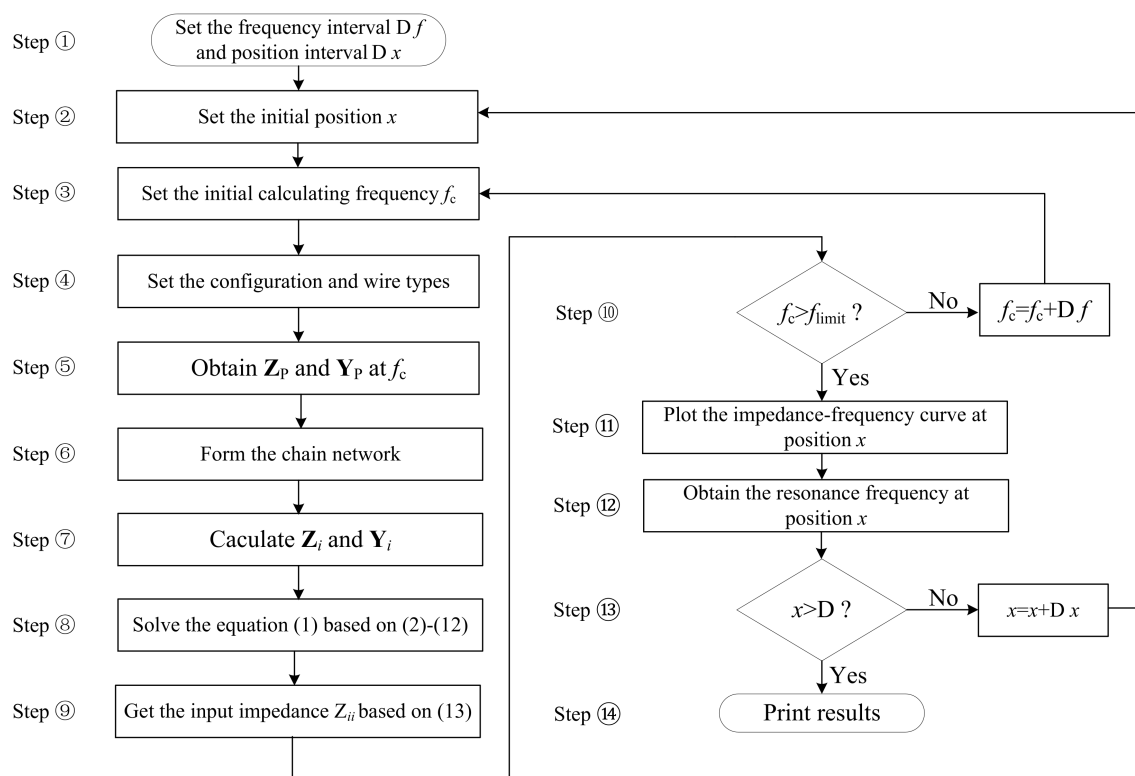 Step ①
Set the frequency interval D f
and position interval D x
Step ②
Set the initial position x
Step ③
Set the initial calculating frequency fc
Step ④
Set the configuration and wire types
Step ⑤
Obtain ZP and YP at fc
Step ⑥
Form the chain network
Step ⑦
Caculate Zi and Yi
Step ⑧
Solve the equation (1) based on (2)-(12)
Step ⑨
Get the input impedance Zii based on (13)
Step ⑩
fc>flimit ?
No
fc=fc+D f
Yes
Step ⑪
Plot the impedance-frequency curve at
position x
Step ⑫
Obtain the resonance frequency at
position x
Step ⑬
x>D ?
No
x=x+D x
Yes
Step ⑭
Print results